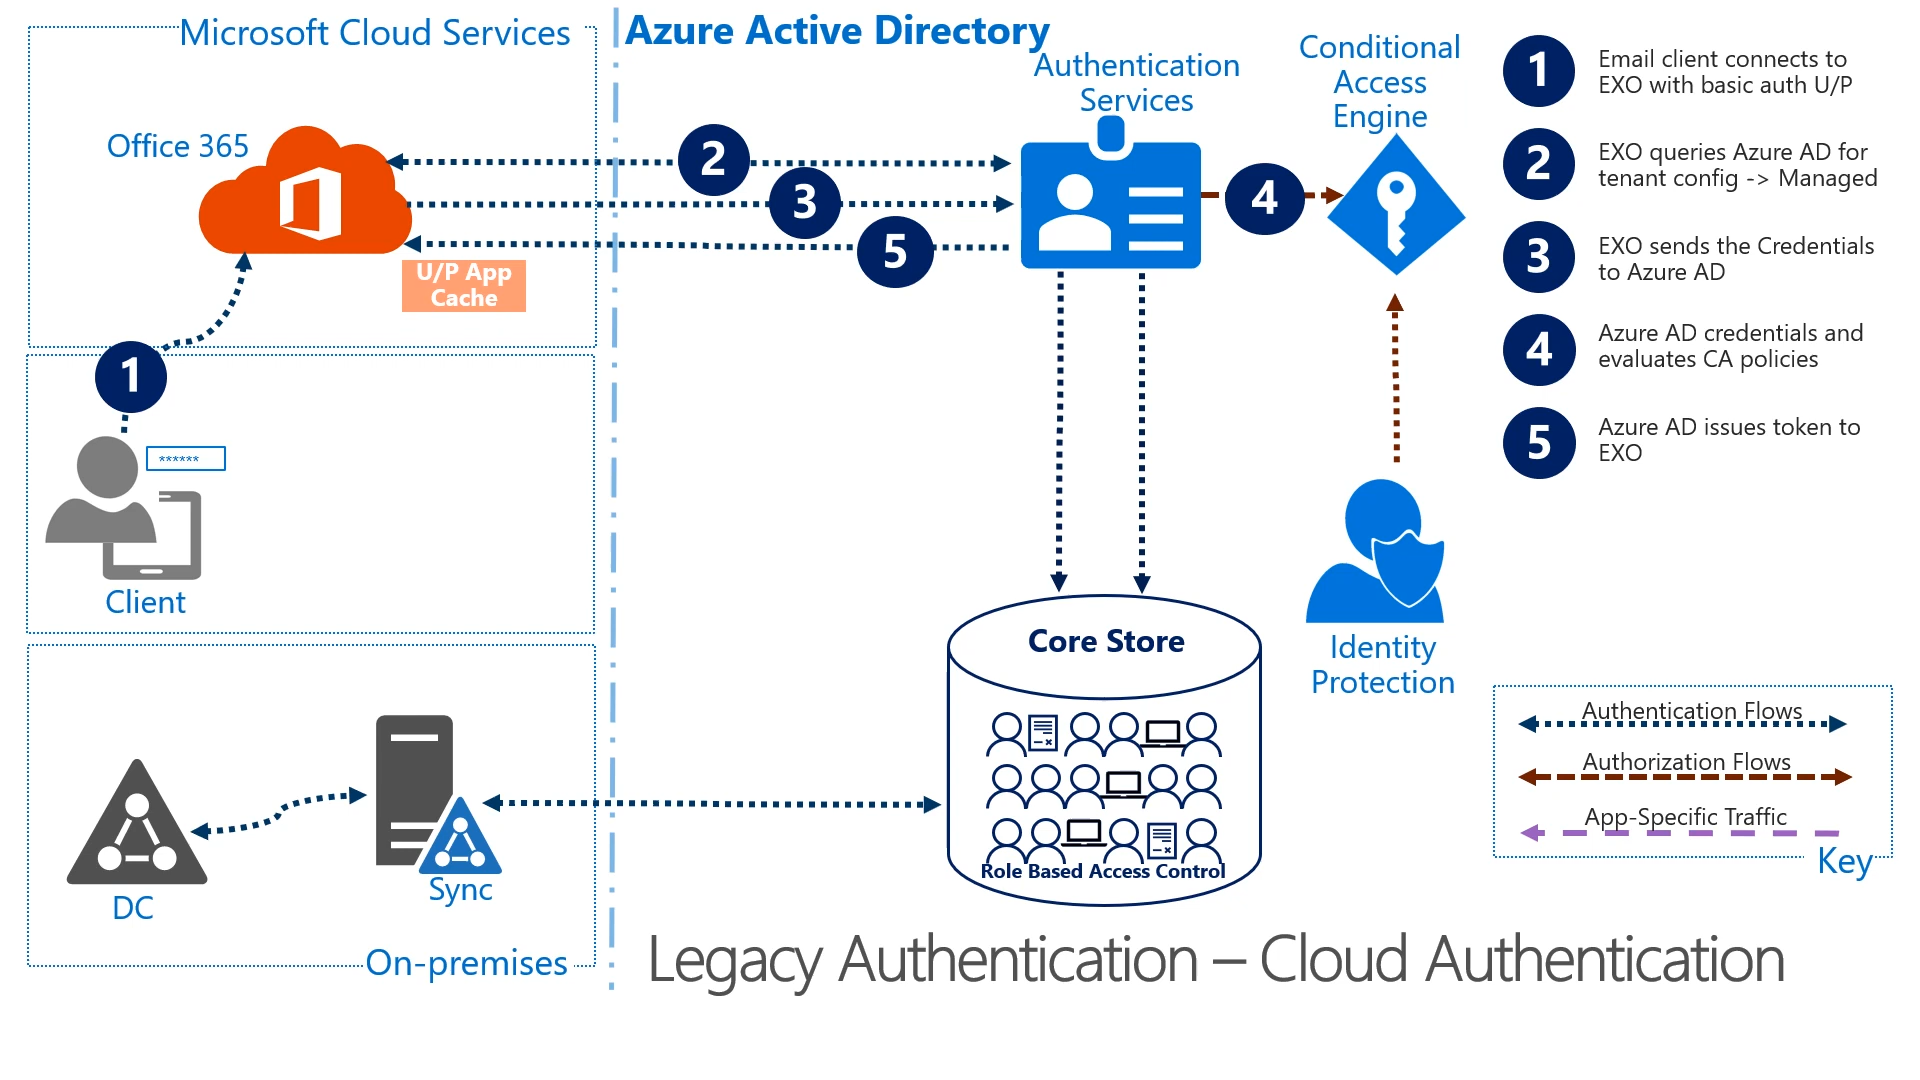 Microsoft Cloud Services
Azure Active Directory
Office 365
U/P App
Cache
1
******
Client
DC
Sync
On-premises
2
3
5
Authentication
Services
4
Conditional
Access
Engine
Core Store
Role Based Access Control
Identity
Protection
1
Email client connects to
EXO with basic auth U/P
2
EXO queries Azure AD for
tenant config -> Managed
3
EXO sends the Credentials
to Azure AD
4
Azure AD credentials and
evaluates CA policies
5
Azure AD issues token to
EXO
Authentication Flows
Authorization Flows
App-Specific Traffic
Key
Legacy Authentication – Cloud Authentication